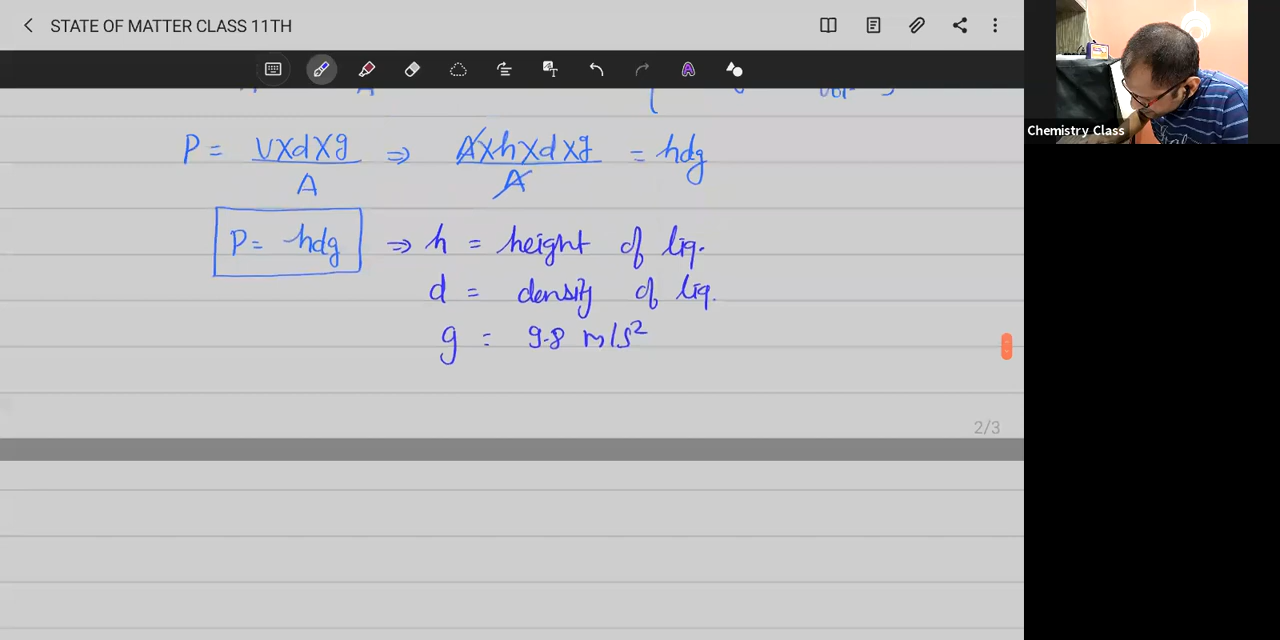 STATE OF MATTER CLASS 11TH
Chemistry Class
P = V×d×g / A ⇒ A×h×d×g / A = hdg
P = hdg ⇒ h = height of liq.
d = density of liq.
g = 9.8 m/s²
2/3